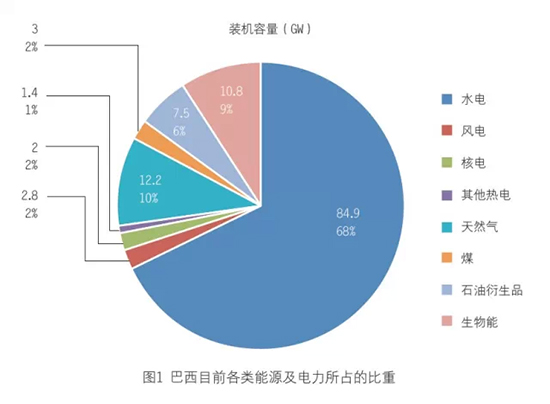 装机容量(GW)
3
2%
1.4
1%
2
2%
2.8
2%
10.8
9%
7.5
6%
12.2
10%
84.9
68%
水电
风电
核电
其他热电
天然气
煤
石油衍生品
生物能
图1 巴西目前各类能源及电力所占的比重